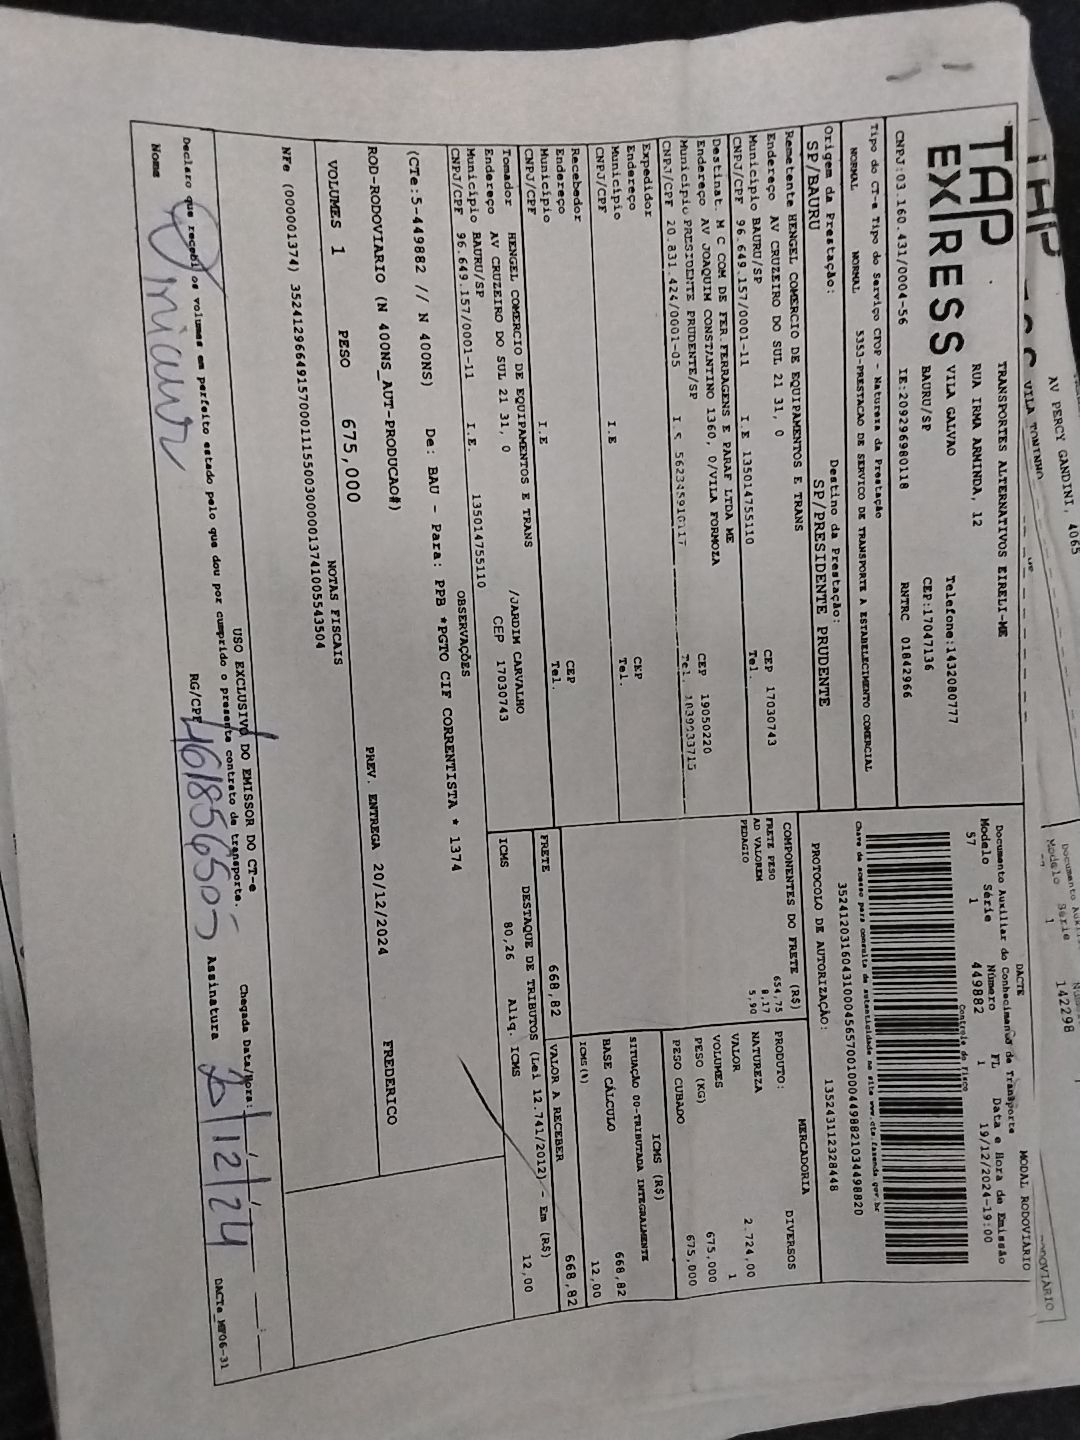 TAP EXPRESS
TRANSPORTES ALTERNATIVOS EIRELI-ME
RUA IRMA ARMINDA, 12
VILA GALVAO
BAURU/SP
Telefone:1432080777
CEP:17047136
CNPJ:03.160.431/0004-56 IE:209296980118 RNTRC 01842966
DACTE MODAL RODOVIÁRIO
Documento Auxiliar do Conhecimento de Transporte
Modelo Série Número FL Data e Hora de Emissão
57 1 449882 1 19/12/2024-19:00
Controle do Fisco
Chave de acesso para consulta de autenticidade no site www.cte.fazenda.gov.br
PROTOCOLO DE AUTORIZAÇÃO: 135243112328448
Tipo do CT-e Tipo do Serviço CFOP - Natureza da Prestação
NORMAL NORMAL 5353-PRESTACAO DE SERVICO DE TRANSPORTE A ESTABELECIMENTO COMERCIAL
Origem da Prestação: Destino da Prestação:
SP/BAURU SP/PRESIDENTE PRUDENTE
Remetente HENGEL COMERCIO DE EQUIPAMENTOS E TRANS
Endereço AV CRUZEIRO DO SUL 21 31, 0
Município BAURU/SP CEP 17030743
CNPJ/CPF 96.649.157/0001-11 I.E 135014755110 Tel.
Destinat. M C COM DE FER.FERRAGENS E PARAF LTDA ME
Endereço AV JOAQUIM CONSTANTINO 1360, 0/VILA FORMOZA
Município PRESIDENTE PRUDENTE/SP CEP 19050220
CNPJ/CPF 20.831.424/0001-05 Tel.
Expedidor
Endereço
Município CEP
CNPJ/CPF I.E Tel.
Recebedor
Endereço
Município CEP
CNPJ/CPF I.E Tel.
Tomador HENGEL COMERCIO DE EQUIPAMENTOS E TRANS
Endereço AV CRUZEIRO DO SUL 21 31, 0 /JARDIM CARVALHO
Município BAURU/SP CEP 17030743
CNPJ/CPF 96.649.157/0001-11 I.E. 135014755110
COMPONENTES DO FRETE (R$)
FRETE PESO 654,75
AD VALOREM 8,17
PEDAGIO 5,90
FRETE 668,82
PRODUTO: MERCADORIA
NATUREZA DIVERSOS
VALOR 2.724,00
VOLUMES 1
PESO (KG) 675,000
PESO CUBADO 675,000
ICMS (R$)
SITUAÇÃO 00-TRIBUTADA INTEGRALMENTE
BASE CÁLCULO 668,82
ICMS(%) 12,00
VALOR A RECEBER 668,82
DESTAQUE DE TRIBUTOS (Lei 12.741/2012) - Em (R$)
ICMS 80,26 Aliq. ICMS 12,00
OBSERVAÇÕES
(CTe:5-449882 // N 400NS) De: BAU - Para: PPB *PGTO CIF CORRENTISTA * 1374
ROD-RODOVIARIO (N 400NS_AUT-PRODUCAO#)
PREV. ENTREGA 20/12/2024 FREDERICO
VOLUMES 1 PESO 675,000
NOTAS FISCAIS
NFe (000001374) 35241296649157000111550030000013741005543504
USO EXCLUSIVO DO EMISSOR DO CT-e
Declaro que recebi os volumes em perfeito estado pelo que dou por cumprido o presente contrato de transporte.
Chegada Data/Hora:
Nome
RG/CPF 461856505
Assinatura 20/12/24
DACTe_MF06-31
AV PERCY GANDINI, 4065
142298